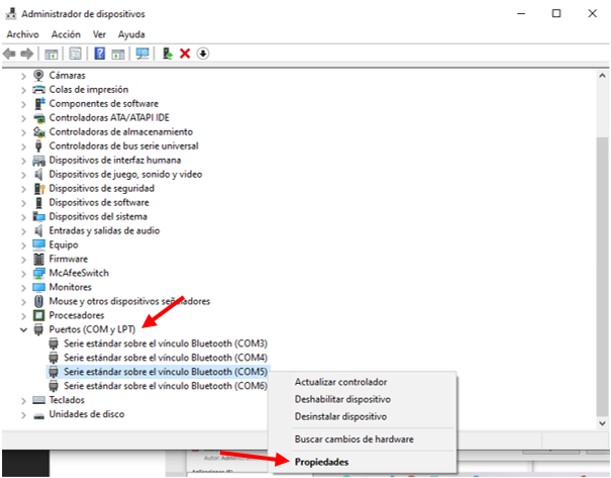 Administrador de dispositivos
Archivo Acción Ver Ayuda
Cámaras
Colas de impresión
Componentes de software
Controladoras ATA/ATAPI IDE
Controladoras de almacenamiento
Controladoras de bus serie universal
Dispositivos de interfaz humana
Dispositivos de juego, sonido y video
Dispositivos de seguridad
Dispositivos de software
Dispositivos del sistema
Entradas y salidas de audio
Equipo
Firmware
McAfeeSwitch
Monitores
Mouse y otros dispositivos señaladores
Procesadores
Puertos (COM y LPT)
Serie estándar sobre el vínculo Bluetooth (COM3)
Serie estándar sobre el vínculo Bluetooth (COM4)
Serie estándar sobre el vínculo Bluetooth (COM5)
Serie estándar sobre el vínculo Bluetooth (COM6)
Teclados
Unidades de disco
Actualizar controlador
Deshabilitar dispositivo
Desinstalar dispositivo
Buscar cambios de hardware
Propiedades
Autor: